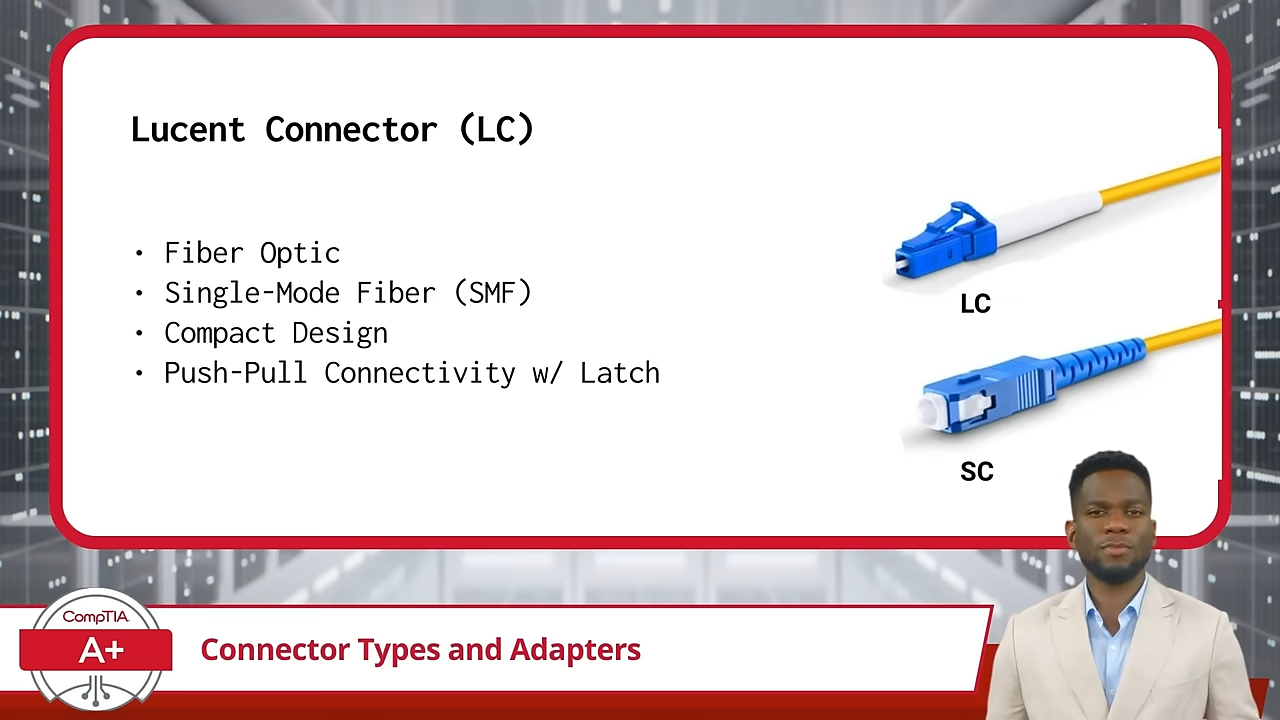 Lucent Connector (LC)
• Fiber Optic
• Single-Mode Fiber (SMF)
• Compact Design
• Push-Pull Connectivity w/ Latch
LC
SC
CompTIA
A+
Connector Types and Adapters